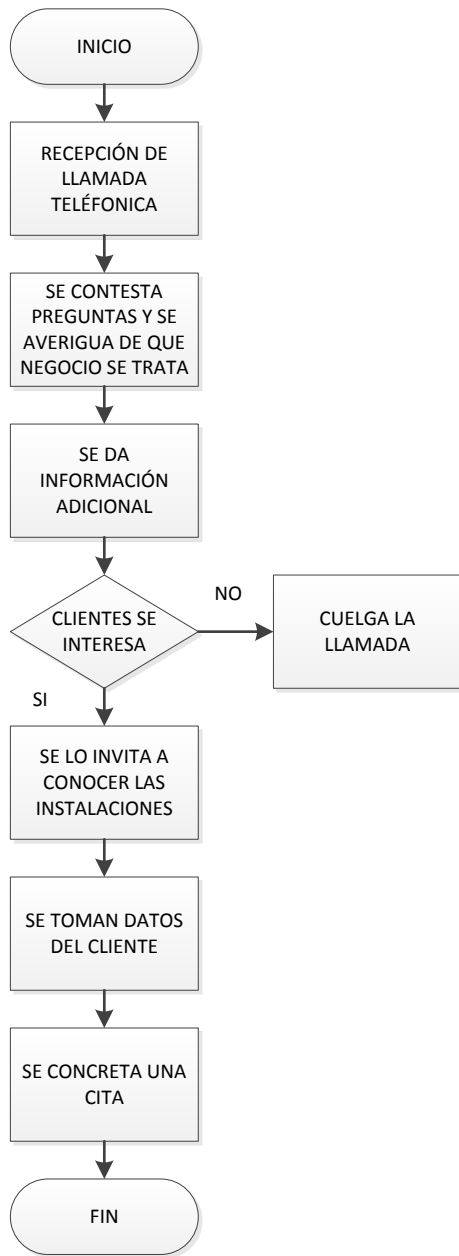 INICIO
RECEPCIÓN DE
LLAMADA
TELÉFONICA
SE CONTESTA
PREGUNTAS Y SE
AVERIGUA DE QUE
NEGOCIO SE TRATA
SE DA
INFORMACIÓN
ADICIONAL
CLIENTES SE
INTERESA
NO
CUELGA LA
LLAMADA
SI
SE LO INVITA A
CONOCER LAS
INSTALACIONES
SE TOMAN DATOS
DEL CLIENTE
SE CONCRETA UNA
CITA
FIN